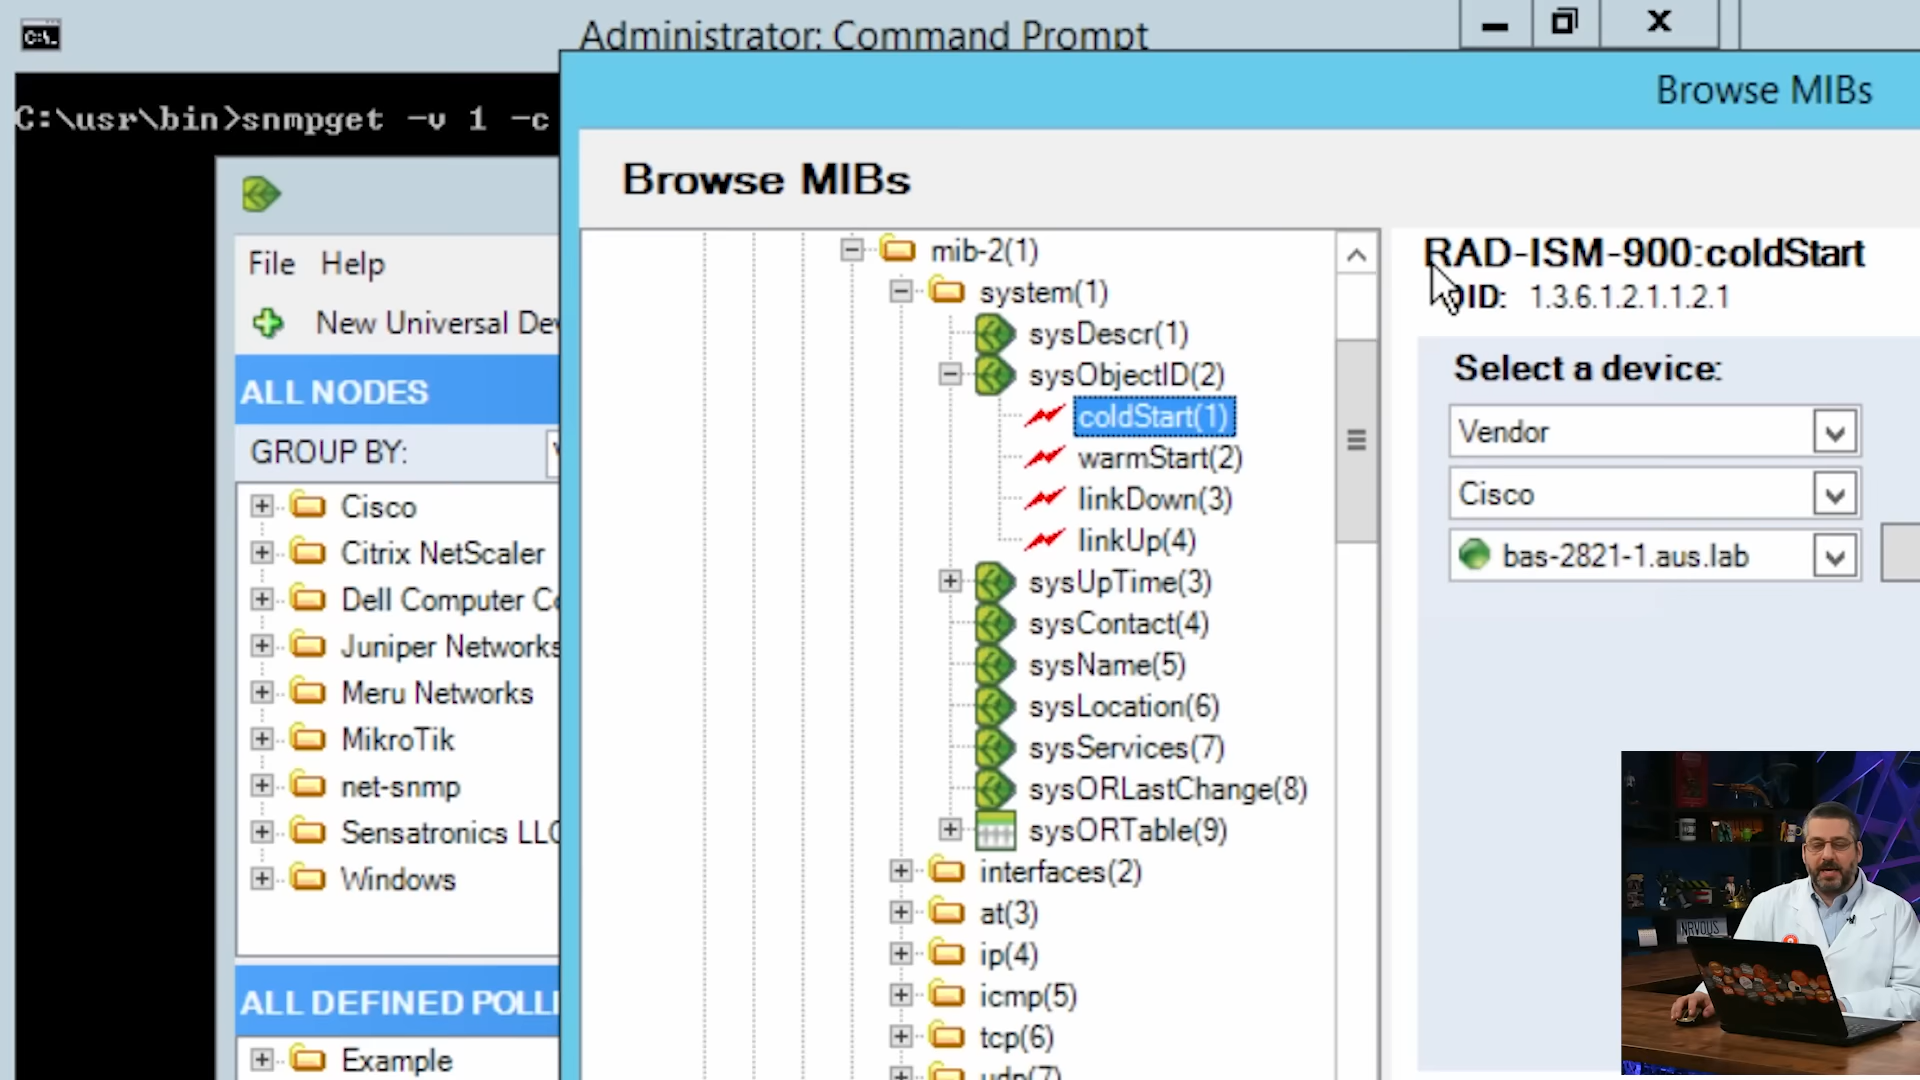 C:\.
Administrator: Command Prompt
C:\usr\bin>snmpget -v 1 -c
Browse MIBs
Browse MIBs
File Help
New Universal De
ALL NODES
GROUP BY:
Cisco
Citrix NetScaler
Dell Computer C
Juniper Networks
Meru Networks
MikroTik
net-snmp
Sensatronics LLC
Windows
ALL DEFINED POLL
Example
mib-2(1)
system(1)
sysDescr(1)
sysObjectID(2)
coldStart(1)
warmStart(2)
linkDown(3)
linkUp(4)
sysUpTime(3)
sysContact(4)
sysName(5)
sysLocation(6)
sysServices(7)
sysORLastChange(8)
sysORTable(9)
interfaces(2)
at(3)
ip(4)
icmp(5)
tcp(6)
udp(7)
RAD-ISM-900:coldStart
OID: 1.3.6.1.2.1.1.2.1
Select a device:
Vendor
Cisco
bas-2821-1.aus.lab
NRVOUS